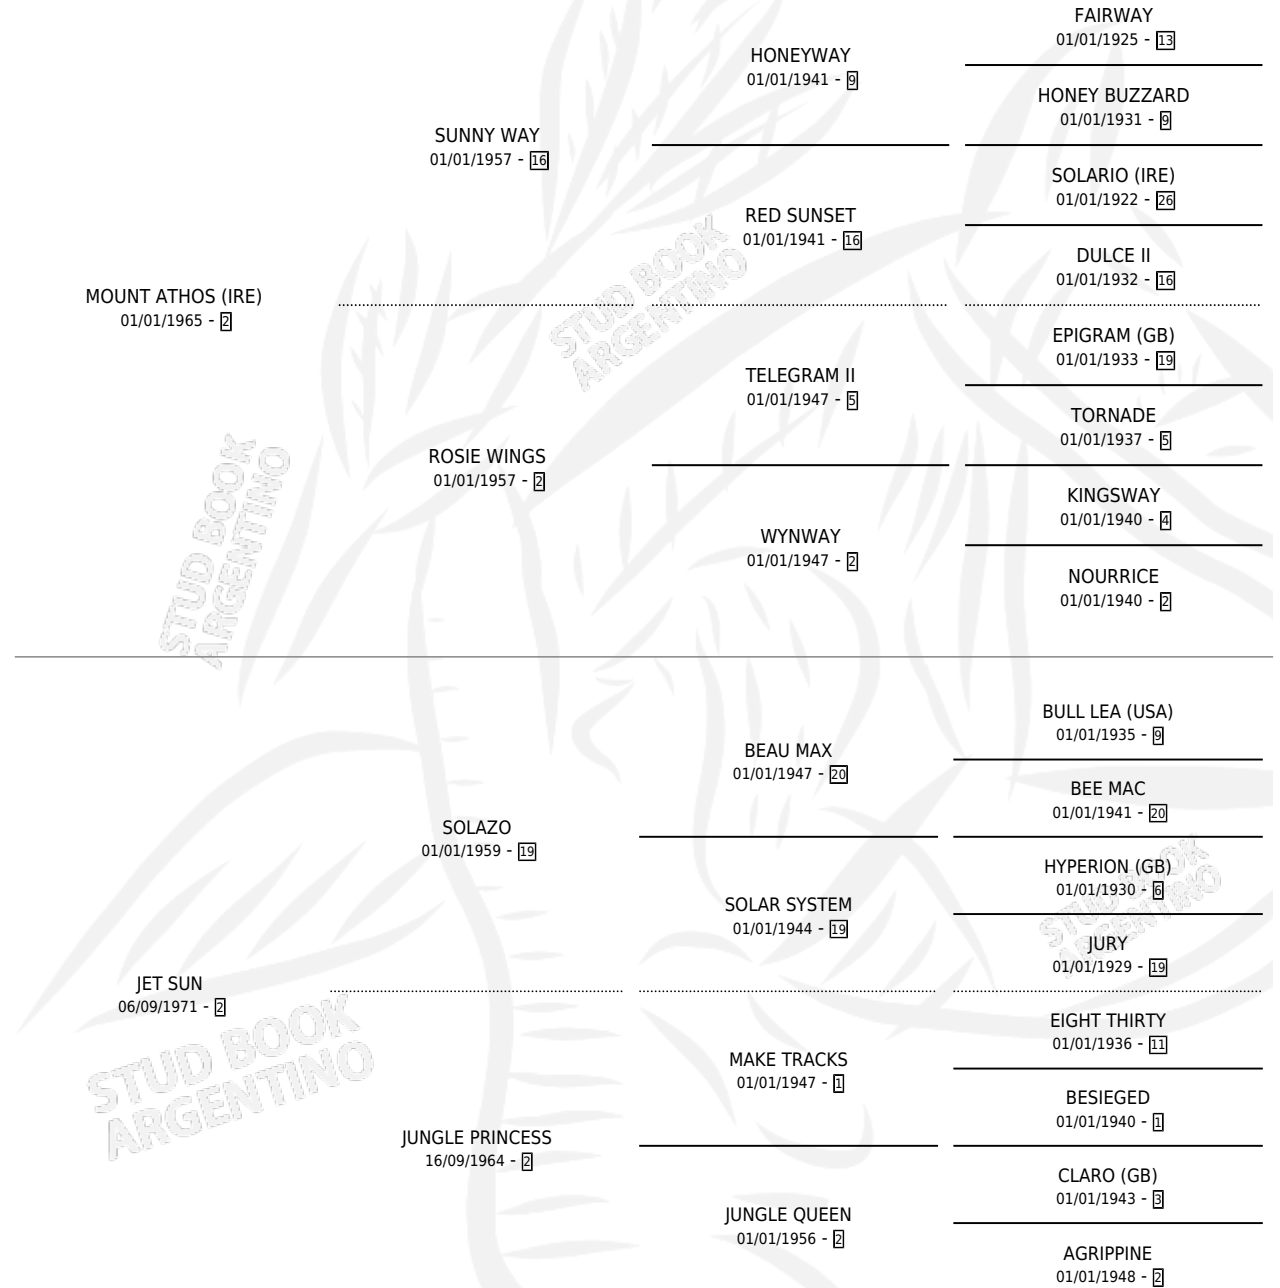 FAIRWAY
01/01/1925 - 13
HONEYWAY
01/01/1941 - 9
HONEY BUZZARD
01/01/1931 - 9
SUNNY WAY
01/01/1957 - 16
SOLARIO (IRE)
01/01/1922 - 26
RED SUNSET
01/01/1941 - 16
DULCE II
01/01/1932 - 16
MOUNT ATHOS (IRE)
01/01/1965 - 2
EPIGRAM (GB)
01/01/1933 - 19
TELEGRAM II
01/01/1947 - 5
TORNADE
01/01/1937 - 5
ROSIE WINGS
01/01/1957 - 2
KINGSWAY
01/01/1940 - 4
WYNWAY
01/01/1947 - 2
NOURRICE
01/01/1940 - 2
BULL LEA (USA)
01/01/1935 - 9
BEAU MAX
01/01/1947 - 20
BEE MAC
01/01/1941 - 20
SOLAZO
01/01/1959 - 19
HYPERION (GB)
01/01/1930 - 6
SOLAR SYSTEM
01/01/1944 - 19
JURY
01/01/1929 - 19
JET SUN
06/09/1971 - 2
EIGHT THIRTY
01/01/1936 - 11
MAKE TRACKS
01/01/1947 - 1
BESIEGED
01/01/1940 - 1
JUNGLE PRINCESS
16/09/1964 - 2
CLARO (GB)
01/01/1943 - 3
JUNGLE QUEEN
01/01/1956 - 2
AGRIPPINE
01/01/1948 - 2
STUD BOOK
ARGENTINO
STUD BOOK
ARGENTINO
STUD BOOK
ARGENTINO
STUD BOOK
ARGENTINO